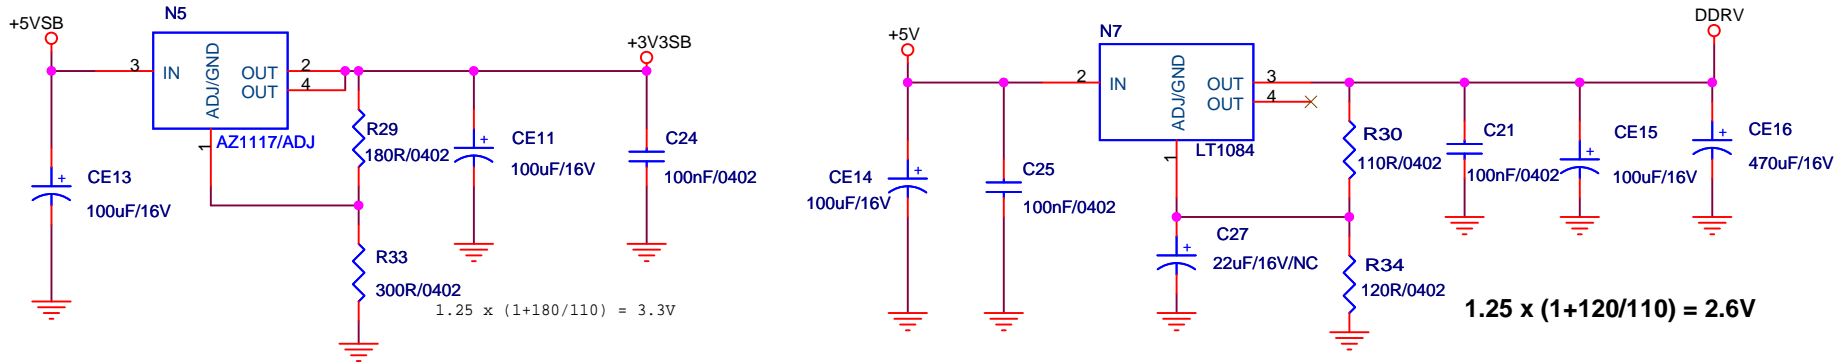 +5VSB
N5
3
IN
ADJ/GND
OUT
OUT
2
4
1
AZ1117/ADJ
+3V3SB
R29
180R/0402
CE11
100uF/16V
C24
100nF/0402
CE13
100uF/16V
R33
300R/0402
1.25 x (1+180/110) = 3.3V
+5V
N7
2
IN
ADJ/GND
OUT
OUT
3
4
1
LT1084
DDRV
CE14
100uF/16V
C25
100nF/0402
R30
110R/0402
C21
100nF/0402
CE15
100uF/16V
CE16
470uF/16V
C27
22uF/16V/NC
R34
120R/0402
1.25 x (1+120/110) = 2.6V